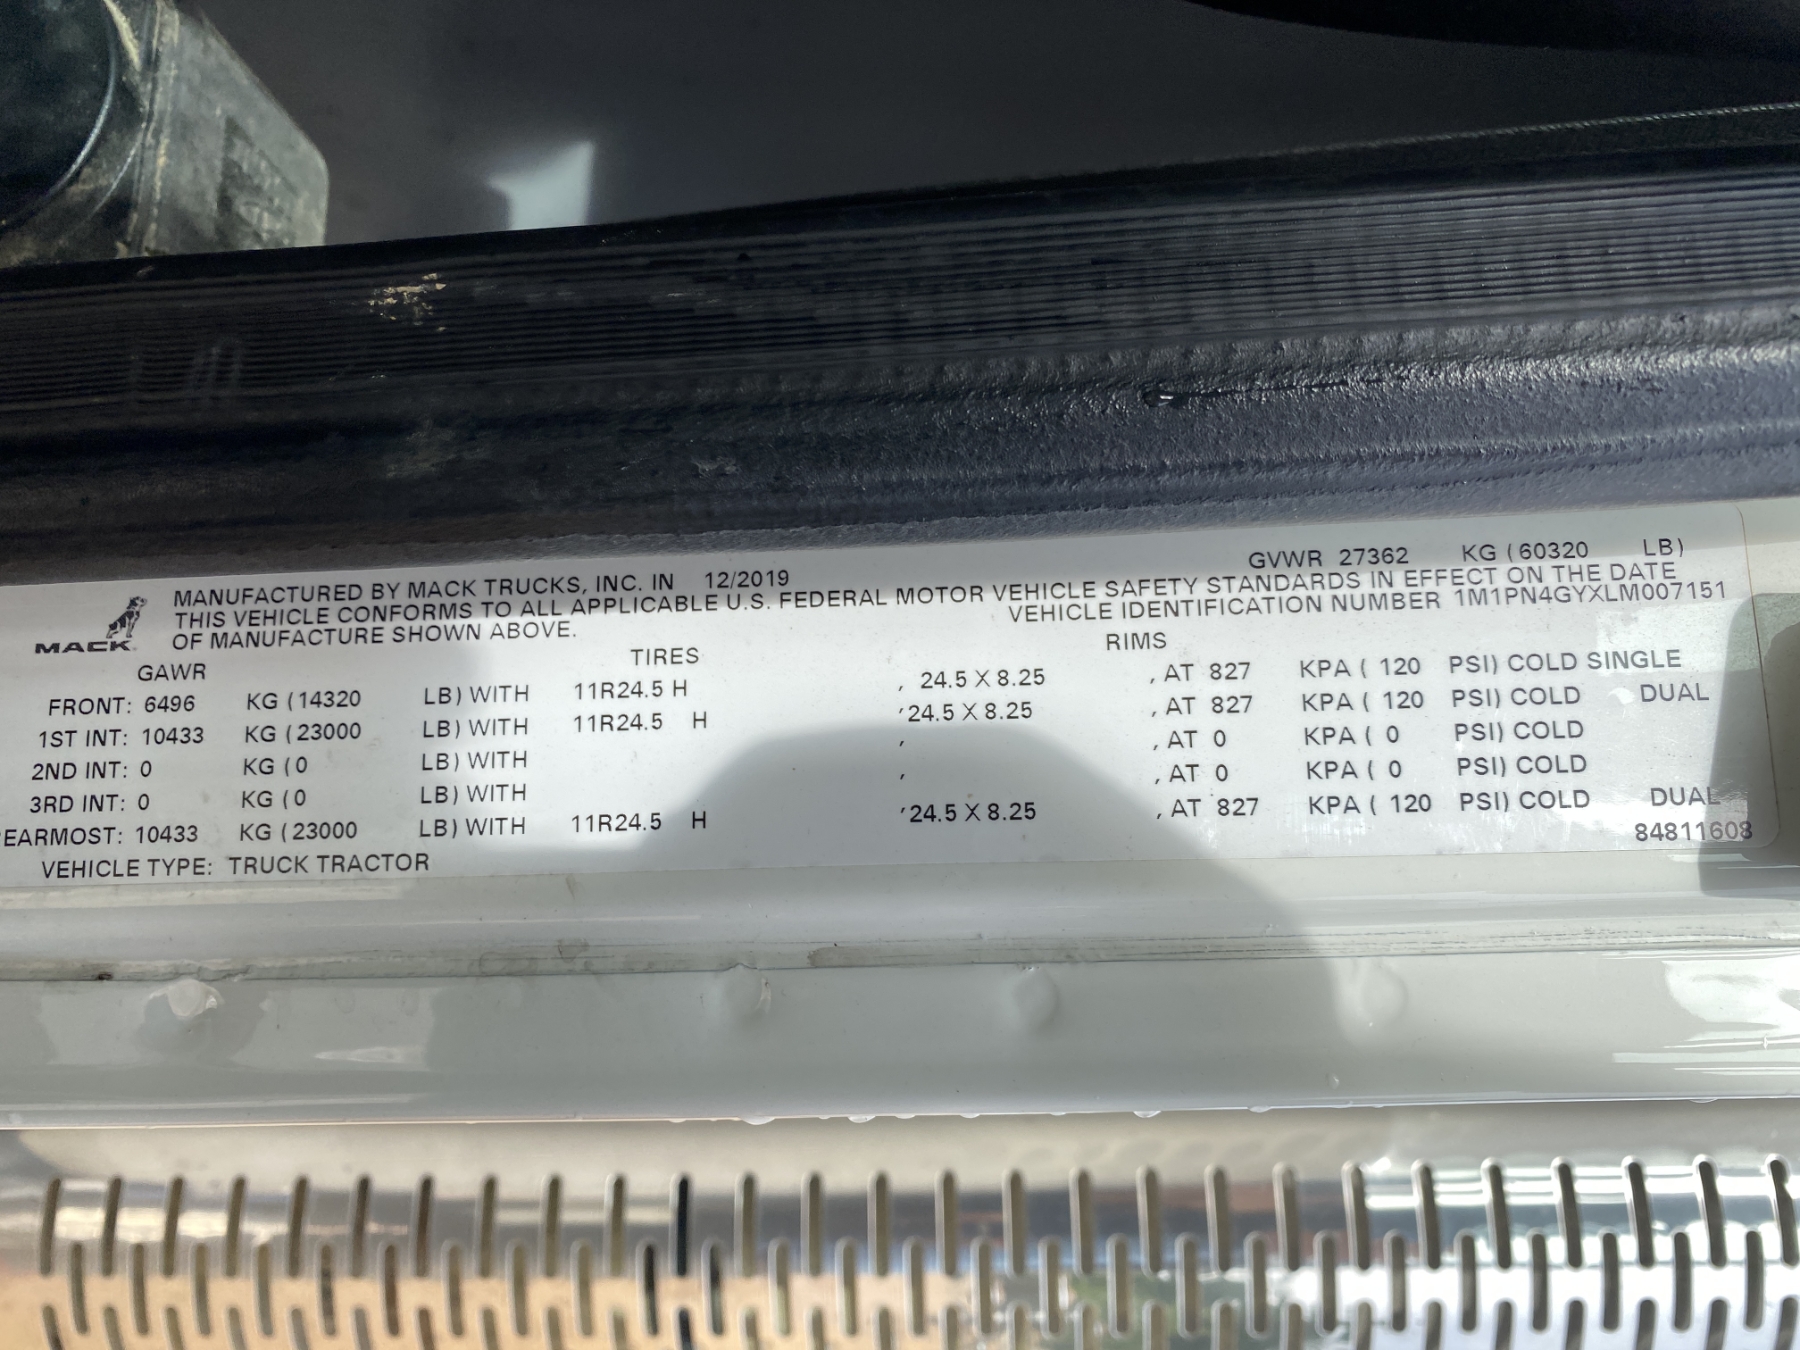 GVWR 27362 KG (60320 LB)
MANUFACTURED BY MACK TRUCKS, INC. IN 12/2019
THIS VEHICLE CONFORMS TO ALL APPLICABLE U.S. FEDERAL MOTOR VEHICLE SAFETY STANDARDS IN EFFECT ON THE DATE
OF MANUFACTURE SHOWN ABOVE. VEHICLE IDENTIFICATION NUMBER 1M1PN4GYXLM007151
MACK
GAWR TIRES RIMS
FRONT: 6496 KG (14320 LB) WITH 11R24.5 H , 24.5 X 8.25 , AT 827 KPA ( 120 PSI) COLD SINGLE
1ST INT: 10433 KG (23000 LB) WITH 11R24.5 H , 24.5 X 8.25 , AT 827 KPA ( 120 PSI) COLD DUAL
2ND INT: 0 KG (0 LB) WITH , , AT 0 KPA ( 0 PSI) COLD
3RD INT: 0 KG (0 LB) WITH , , AT 0 KPA ( 0 PSI) COLD
EARMOST: 10433 KG (23000 LB) WITH 11R24.5 H , 24.5 X 8.25 , AT 827 KPA ( 120 PSI) COLD DUAL
VEHICLE TYPE: TRUCK TRACTOR 84811608